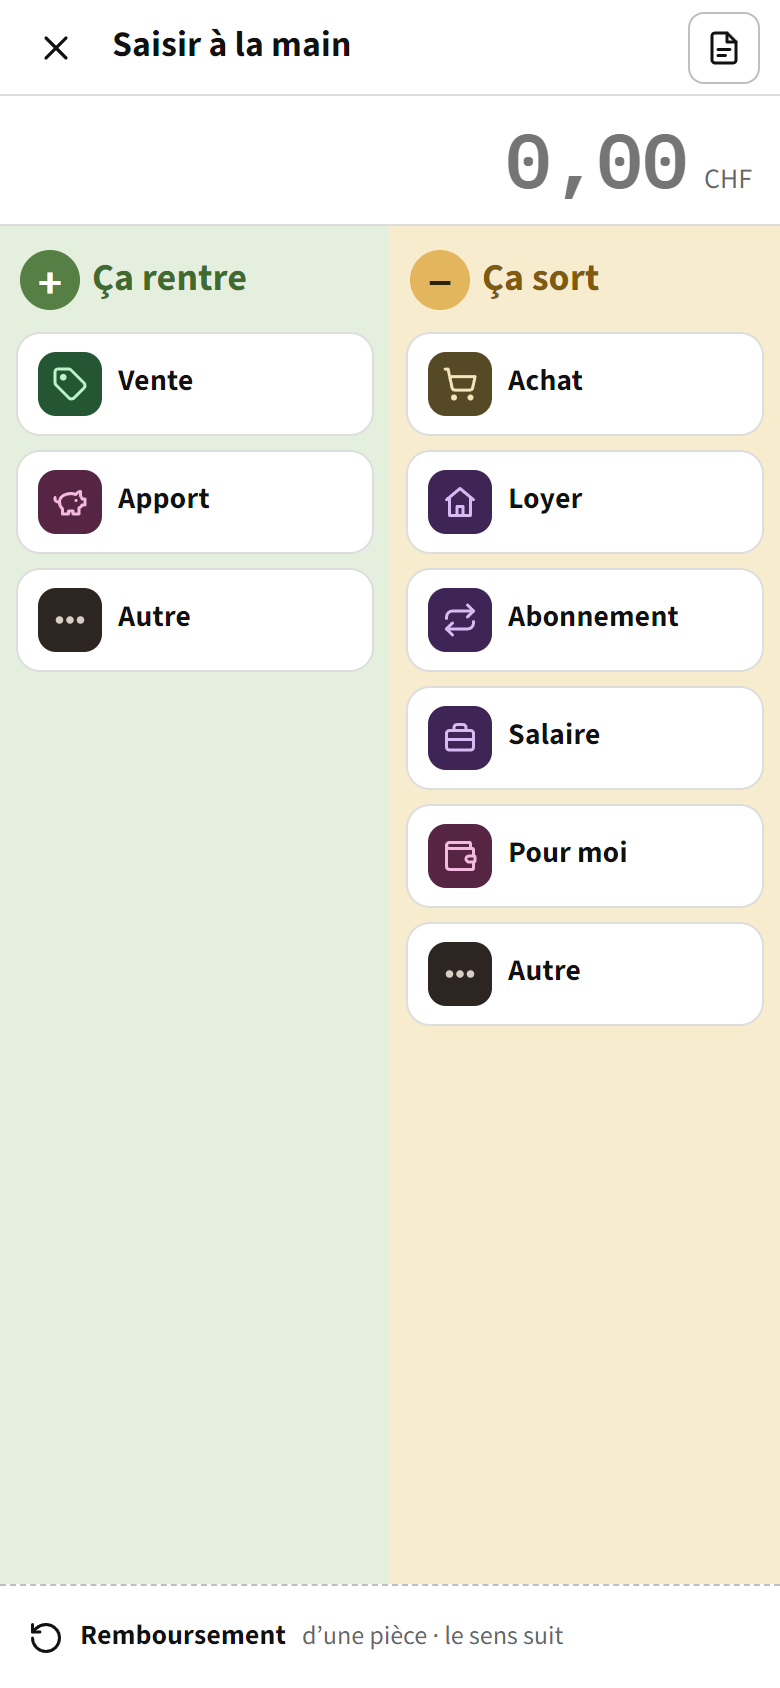 Saisir à la main
0,00 CHF
+ Ça rentre
Vente
Apport
Autre
− Ça sort
Achat
Loyer
Abonnement
Salaire
Pour moi
Autre
Remboursement d’une pièce · le sens suit